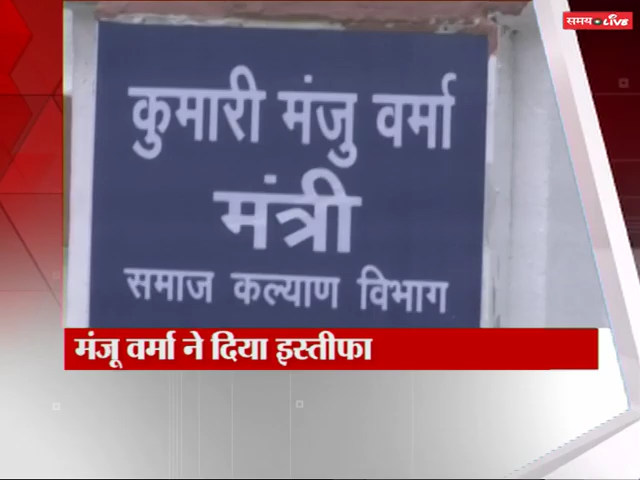 समय LIVE
कुमारी मंजु वर्मा
मंत्री
समाज कल्याण विभाग
मंजू वर्मा ने दिया इस्तीफा